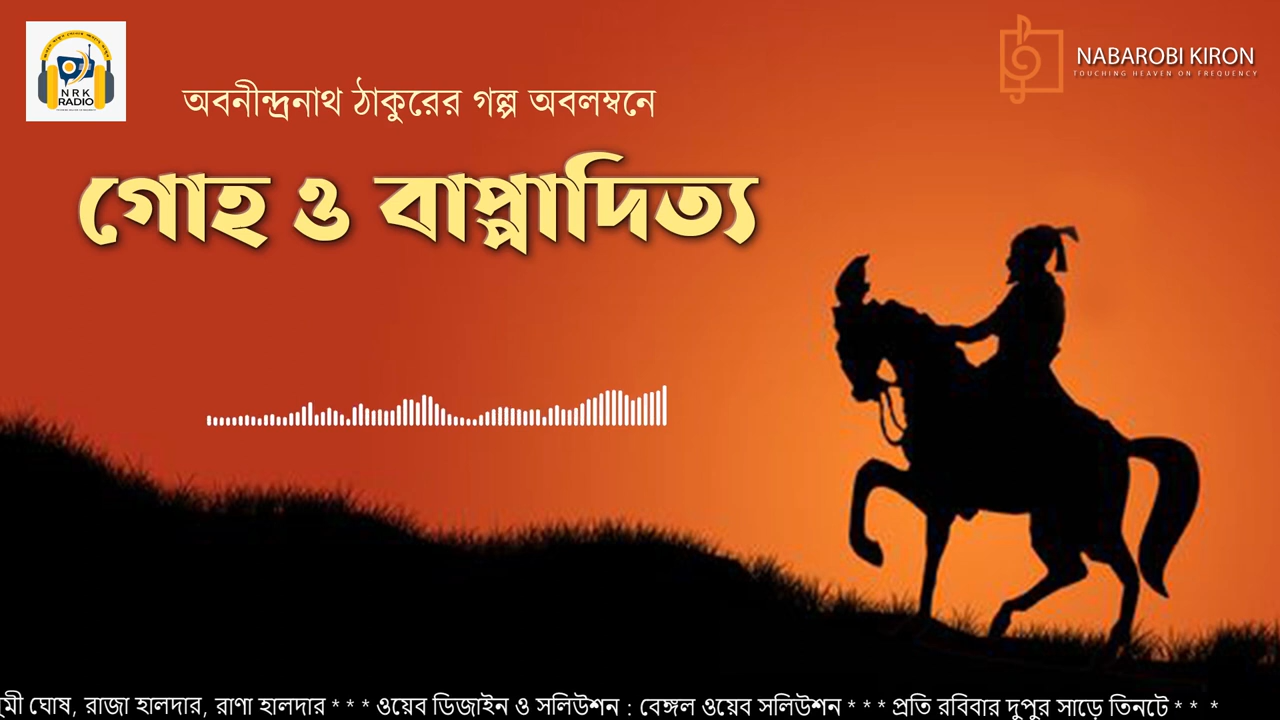 NRK
RADIO
NABAROBI KIRON
TOUCHING HEAVEN ON FREQUENCY
অবনীন্দ্রনাথ ঠাকুরের গল্প অবলম্বনে
গোহ ও বাপ্পাদিত্য
ঘোষ, রাজা হালদার, রাণা হালদার * * * ওয়েব ডিজাইন ও সলিউশন : বেঙ্গল ওয়েব সলিউশন * * * প্রতি রবিবার দুপুর সাড়ে তিনটে * * *